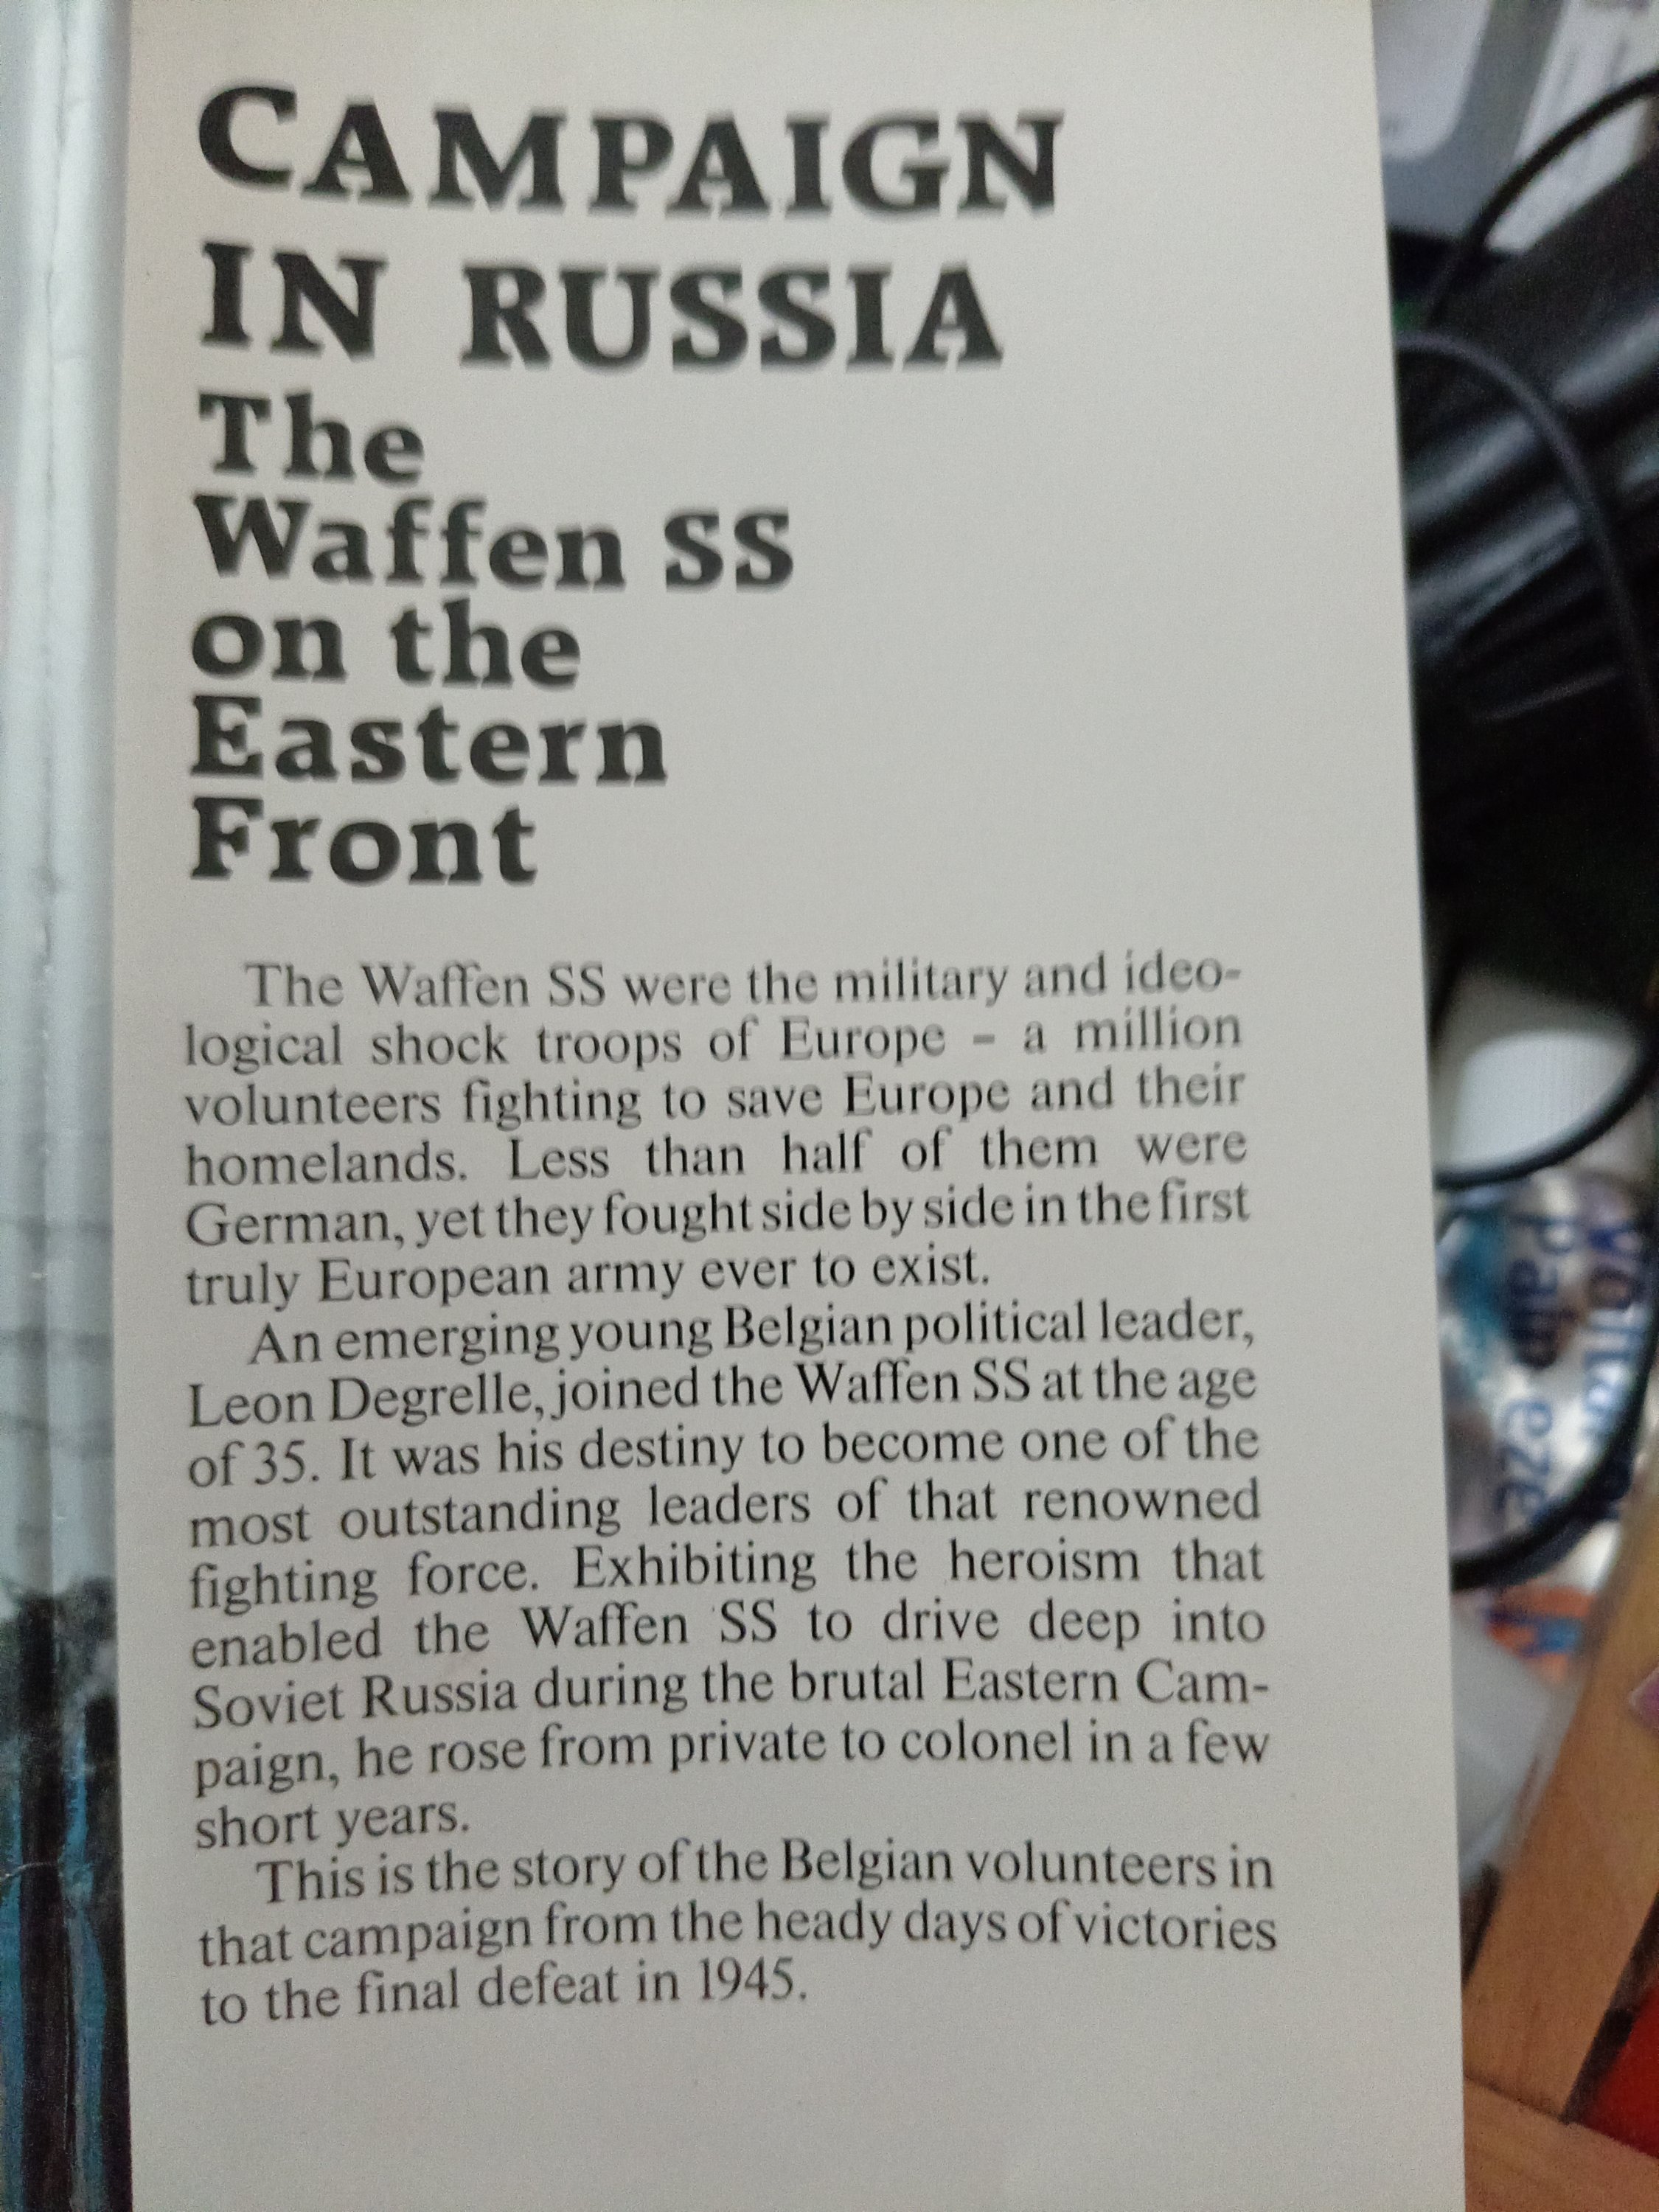 CAMPAIGN
IN RUSSIA
The
Waffen SS
on the
Eastern
Front
The Waffen SS were the military and ideo-
logical shock troops of Europe – a million
volunteers fighting to save Europe and their
homelands. Less than half of them were
German, yet they fought side by side in the first
truly European army ever to exist.
An emerging young Belgian political leader,
Leon Degrelle, joined the Waffen SS at the age
of 35. It was his destiny to become one of the
most outstanding leaders of that renowned
fighting force. Exhibiting the heroism that
enabled the Waffen SS to drive deep into
Soviet Russia during the brutal Eastern Cam-
paign, he rose from private to colonel in a few
short years.
This is the story of the Belgian volunteers in
that campaign from the heady days of victories
to the final defeat in 1945.